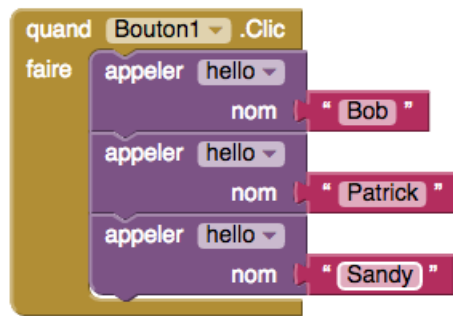 quand Bouton1 .Clic
faire appeler hello
nom " Bob "
appeler hello
nom " Patrick "
appeler hello
nom " Sandy "